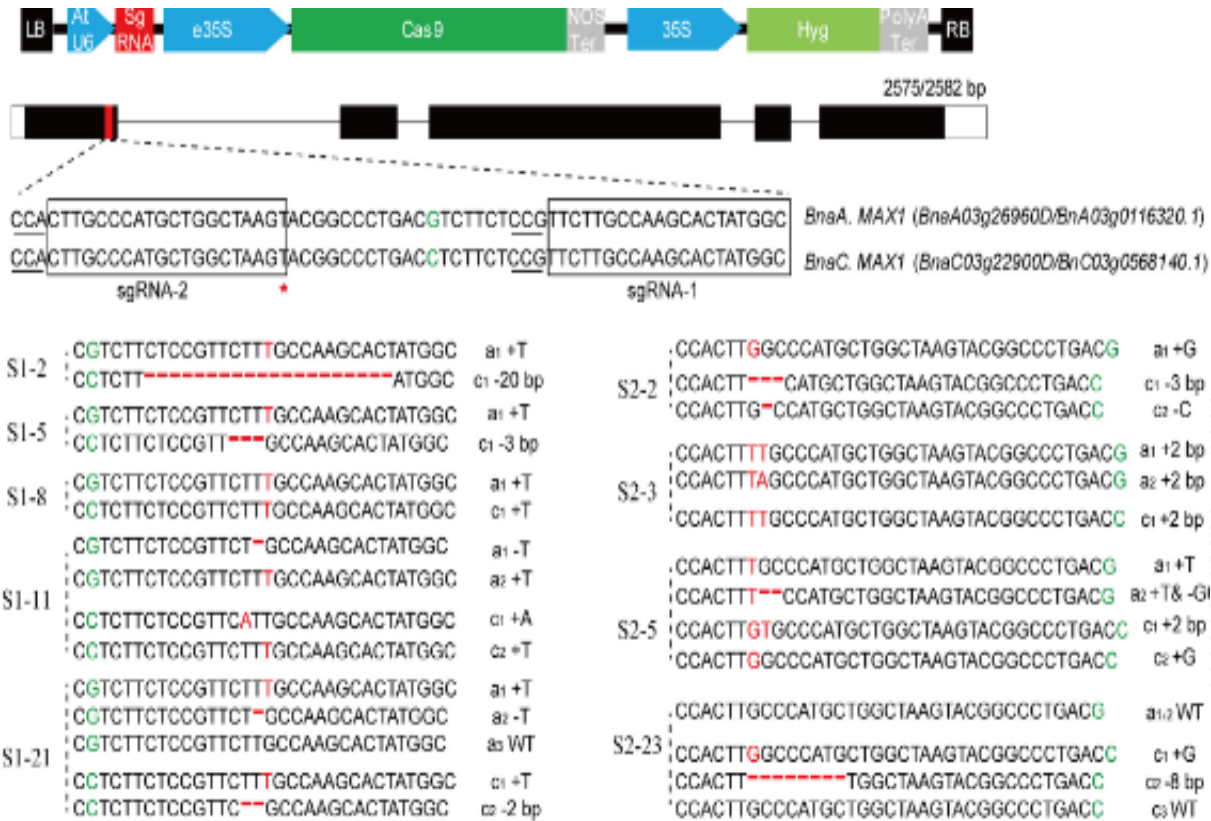 LB At U6 Sg RNA e35S Cas9 NOS Ter 35S Hyg PolyA Ter RB
2575/2582 bp
CCACTTGCCCATGCTGGCTAAGTACGGCCCTGACGTCTTCTCCGTTCTTGCCAAGCACTATGGC BnaA. MAX1 (BnaA03g26960D/BnA03g0116320.1)
CCACTTGCCCATGCTGGCTAAGTACGGCCCTGACCTCTTCTCCGTTCTTGCCAAGCACTATGGC BnaC. MAX1 (BnaC03g22900D/BnC03g0568140.1)
sgRNA-2 * sgRNA-1
S1-2
CGTCTTCTCCGTTCTTTGCCAAGCACTATGGC a1 +T
CCTCTT--------------------ATGGC c1 -20 bp
S1-5
CGTCTTCTCCGTTCTTTGCCAAGCACTATGGC a1 +T
CCTCTTCTCCGTT---GCCAAGCACTATGGC c1 -3 bp
S1-8
CGTCTTCTCCGTTCTTTGCCAAGCACTATGGC a1 +T
CCTCTTCTCCGTTCTTTGCCAAGCACTATGGC c1 +T
S1-11
CGTCTTCTCCGTTCT-GCCAAGCACTATGGC a1 -T
CGTCTTCTCCGTTCTTTGCCAAGCACTATGGC a2 +T
CCTCTTCTCCGTTCATTGCCAAGCACTATGGC c1 +A
CCTCTTCTCCGTTCTTTGCCAAGCACTATGGC c2 +T
S1-21
CGTCTTCTCCGTTCTTTGCCAAGCACTATGGC a1 +T
CGTCTTCTCCGTTCT-GCCAAGCACTATGGC a2 -T
CGTCTTCTCCGTTCTTGCCAAGCACTATGGC a3 WT
CCTCTTCTCCGTTCTTTGCCAAGCACTATGGC c1 +T
CCTCTTCTCCGTTC--GCCAAGCACTATGGC c2 -2 bp
S2-2
CCACTTGGCCCATGCTGGCTAAGTACGGCCCTGACG a1 +G
CCACTT---CATGCTGGCTAAGTACGGCCCTGACC c1 -3 bp
CCACTTG-CCATGCTGGCTAAGTACGGCCCTGACC c2 -C
S2-3
CCACTTTTGCCCATGCTGGCTAAGTACGGCCCTGACG a1 +2 bp
CCACTTTAGCCCATGCTGGCTAAGTACGGCCCTGACG a2 +2 bp
CCACTTTTGCCCATGCTGGCTAAGTACGGCCCTGACC c1 +2 bp
S2-5
CCACTTTGCCCATGCTGGCTAAGTACGGCCCTGACG a1 +T
CCACTTT--CCATGCTGGCTAAGTACGGCCCTGACG a2 +T& -G
CCACTTGTGCCCATGCTGGCTAAGTACGGCCCTGACC c1 +2 bp
CCACTTGGCCCATGCTGGCTAAGTACGGCCCTGACC c2 +G
S2-23
CCACTTGCCCATGCTGGCTAAGTACGGCCCTGACG a1/2 WT
CCACTTGGCCCATGCTGGCTAAGTACGGCCCTGACC c1 +G
CCACTT--------TGGCTAAGTACGGCCCTGACC c2 -8 bp
CCACTTGCCCATGCTGGCTAAGTACGGCCCTGACC c3 WT